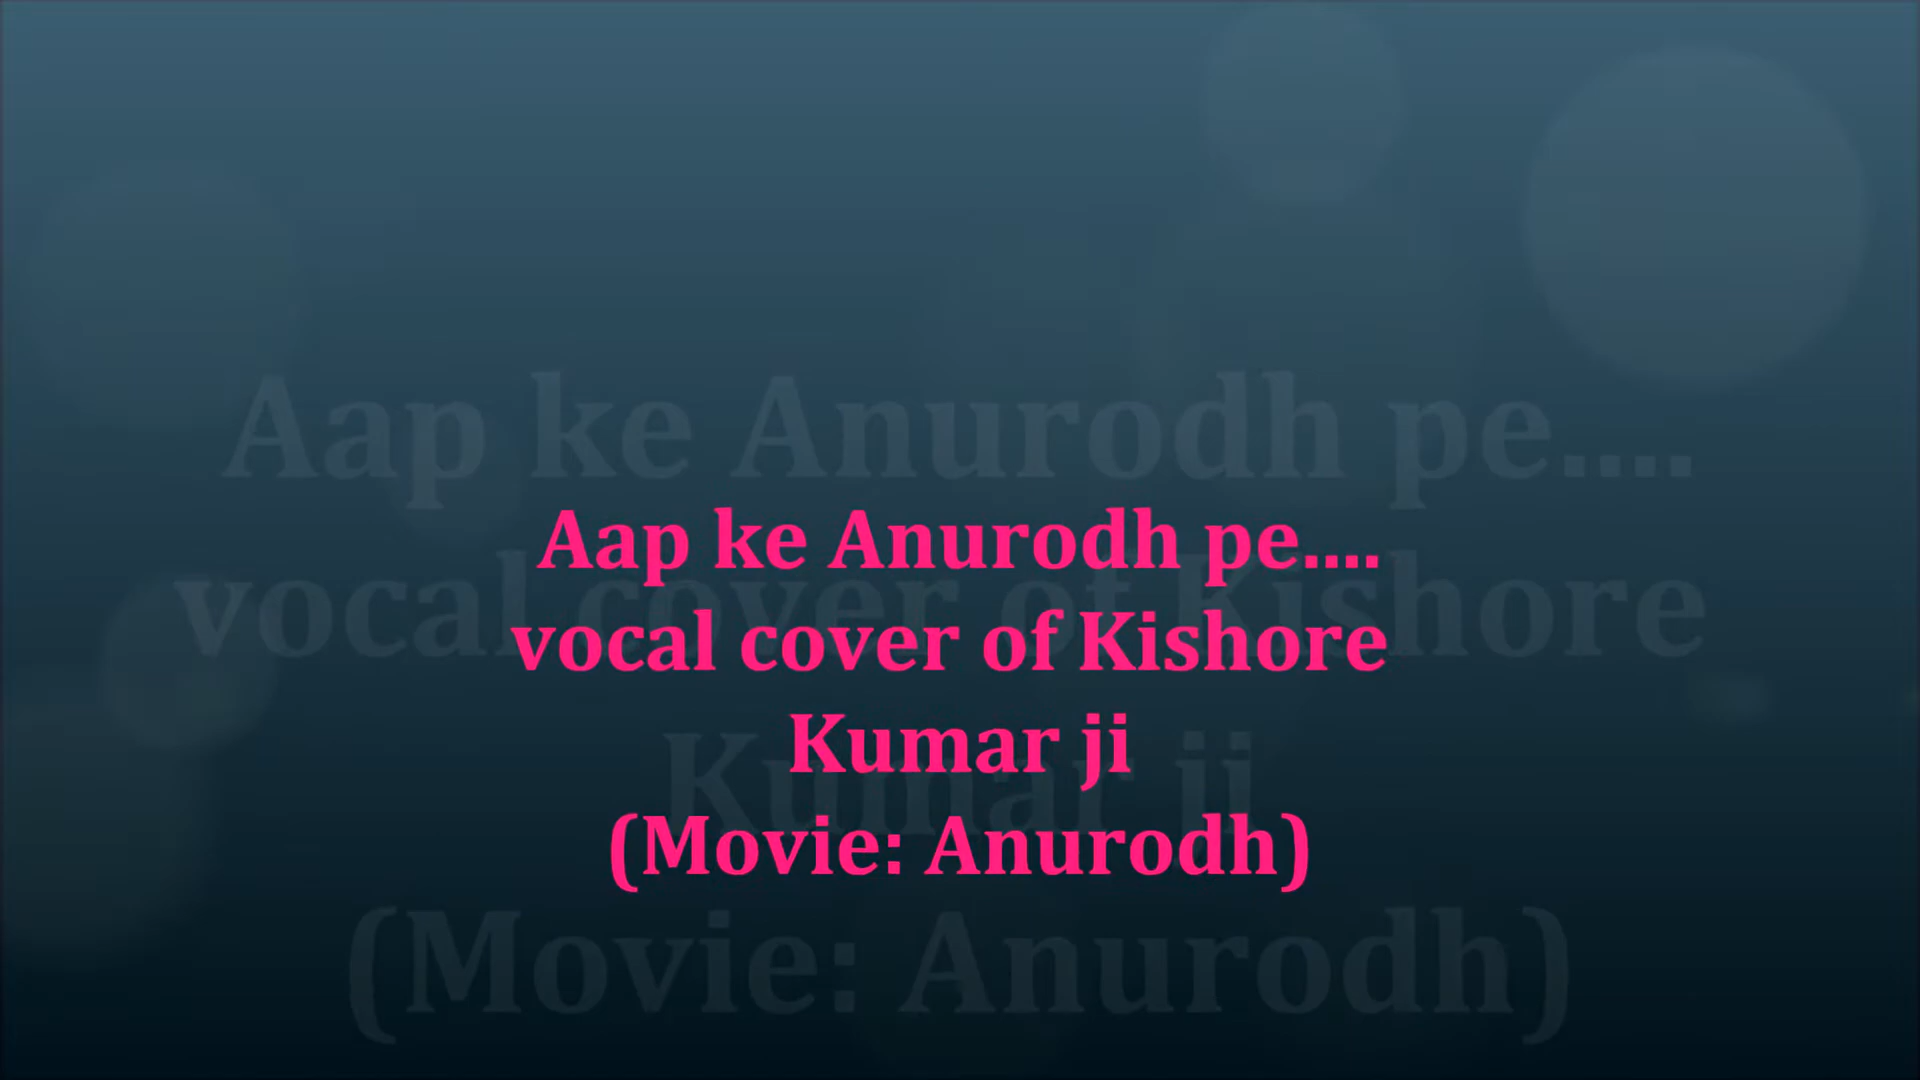 Aap ke Anurodh pe....
vocal cover of Kishore
Kumar ji
(Movie: Anurodh)